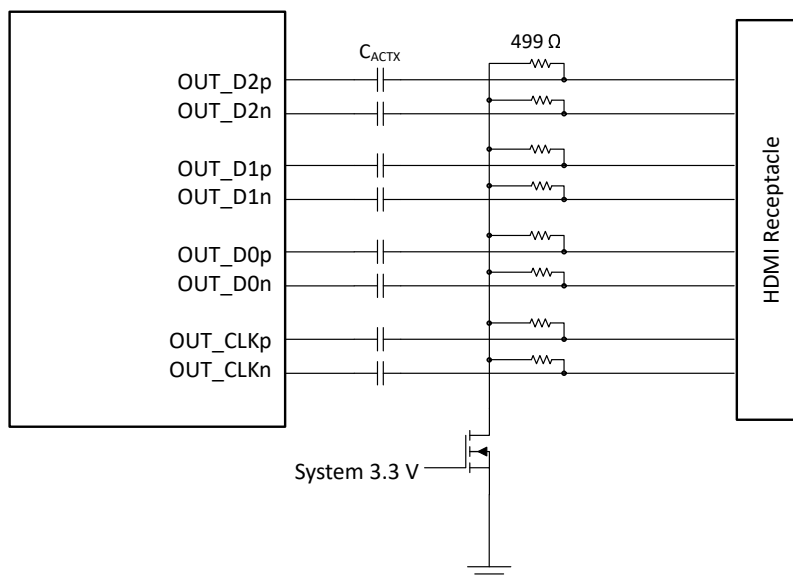 C_ACTX
499 Ω
OUT_D2p
OUT_D2n
OUT_D1p
OUT_D1n
OUT_D0p
OUT_D0n
OUT_CLKp
OUT_CLKn
HDMI Receptacle
System 3.3 V